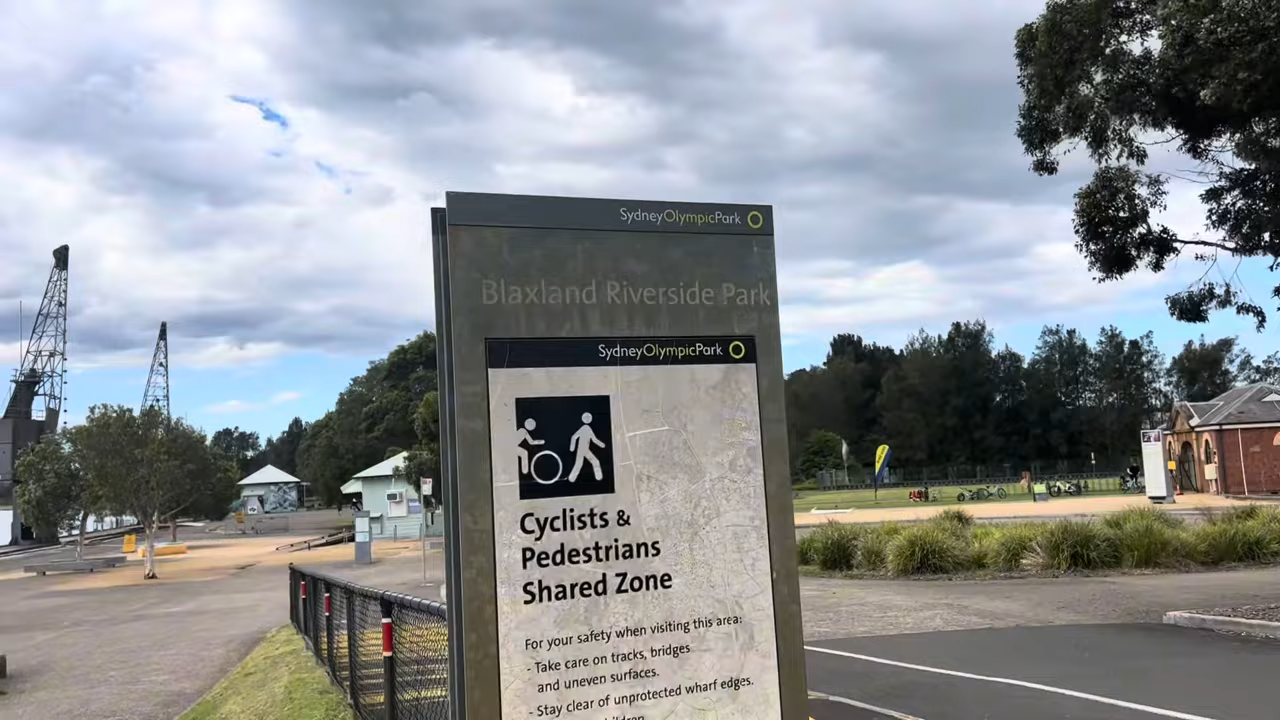 SydneyOlympicPark
Blaxland Riverside Park
SydneyOlympicPark
Cyclists &
Pedestrians
Shared Zone
For your safety when visiting this area:
- Take care on tracks, bridges
and uneven surfaces.
- Stay clear of unprotected wharf edges.